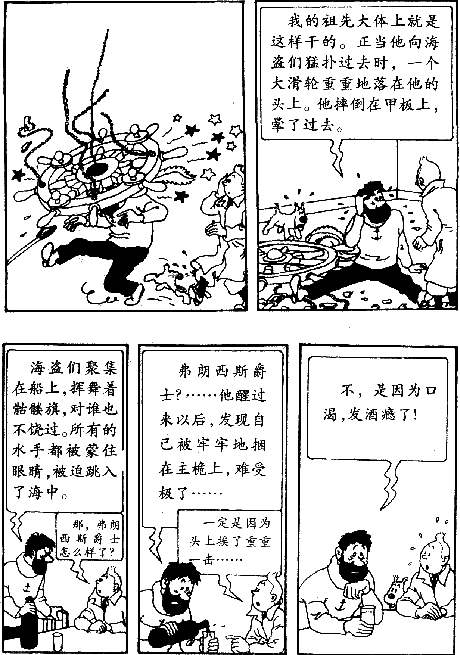 我的祖先大体上就是
这样干的。正当他向海
盗们猛扑过去时,一个
大滑轮重重地落在他的
头上。他摔倒在甲板上,
晕了过去。
海盗们聚集
在船上,挥舞着
骷髅旗,对谁也
不饶过。所有的
水手都被蒙住
眼睛,被迫跳入
了海中。
那,弗朗
西斯爵士
怎么样了?
弗朗西斯爵
士?……他醒过
来以后,发现自
己被牢牢地捆
在主桅上,难受
极了……
一定是因为
头上挨了重重
一击……
不,是因为口
渴,发酒瘾了!